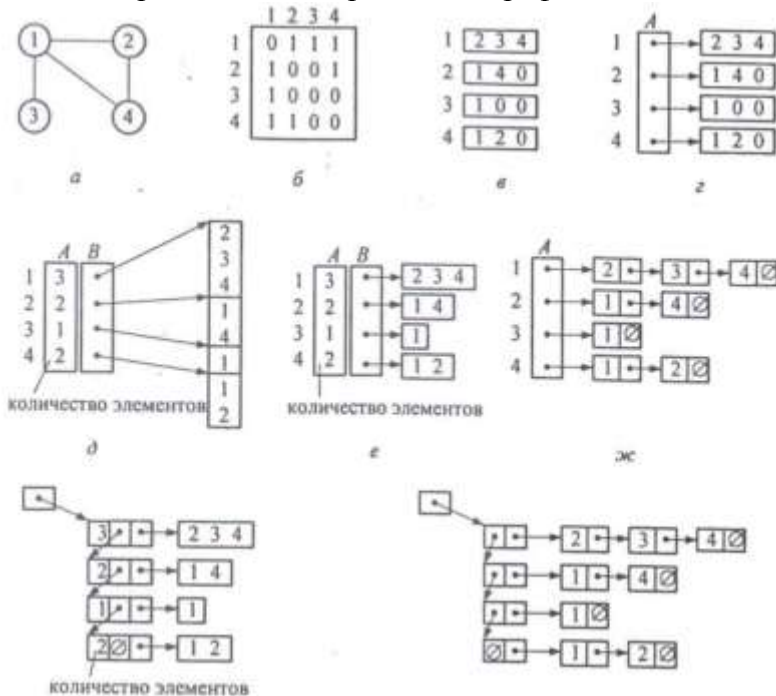 1 2
3 4
а
1 2 3 4
1 0 1 1 1
2 1 0 0 1
3 1 0 0 0
4 1 1 0 0
б
1 2 3 4
2 1 4 0
3 1 0 0
4 1 2 0
в
A
1 2 3 4
2 1 4 0
3 1 0 0
4 1 2 0
г
A B
1 3
2 2
3 1
4 2
2
3
4
1
4
1
1
2
количество элементов
д
A B
1 3 2 3 4
2 2 1 4
3 1 1
4 2 1 2
количество элементов
е
A
1 2 3 4 ∅
2 1 4 ∅
3 1 ∅
4 1 2 ∅
ж
3 2 3 4
2 1 4
1 1
2 ∅ 1 2
количество элементов
2 3 4 ∅
1 4 ∅
1 ∅
∅ 1 2 ∅